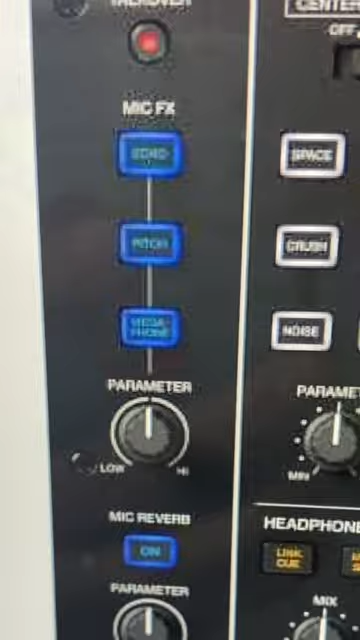 TALKOVER
CENTER
OFF
MIC FX
ECHO
SPACE
PITCH
CRUSH
MEGA-
PHONE
NOISE
PARAMETER
PARAMET
LOW
HI
MIN
MIC REVERB
HEADPHONE
ON
LINK
CUE
PARAMETER
MIX